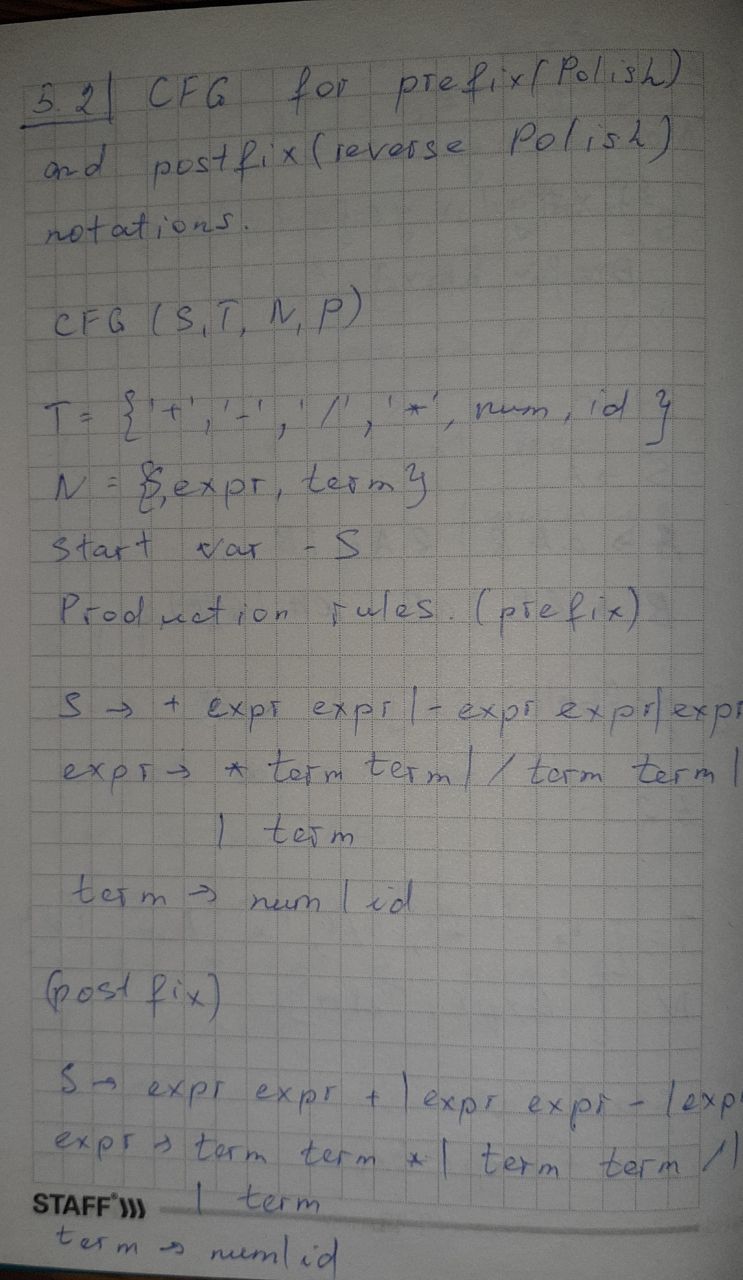 5.2| CFG for prefix(Polish)
and postfix(reverse Polish)
notations.
CFG (S, T, N, P)
T = {'+', '-', '/', '*', num, id }
N = {S, expr, term}
Start var - S
Production rules. (prefix)
S → + expr expr | - expr expr | expr
expr → * term term | / term term |
| term
term → num | id
(postfix)
S → expr expr + | expr expr - | exp
expr → term term * | term term / |
STAFF®))) | term
term → num | id